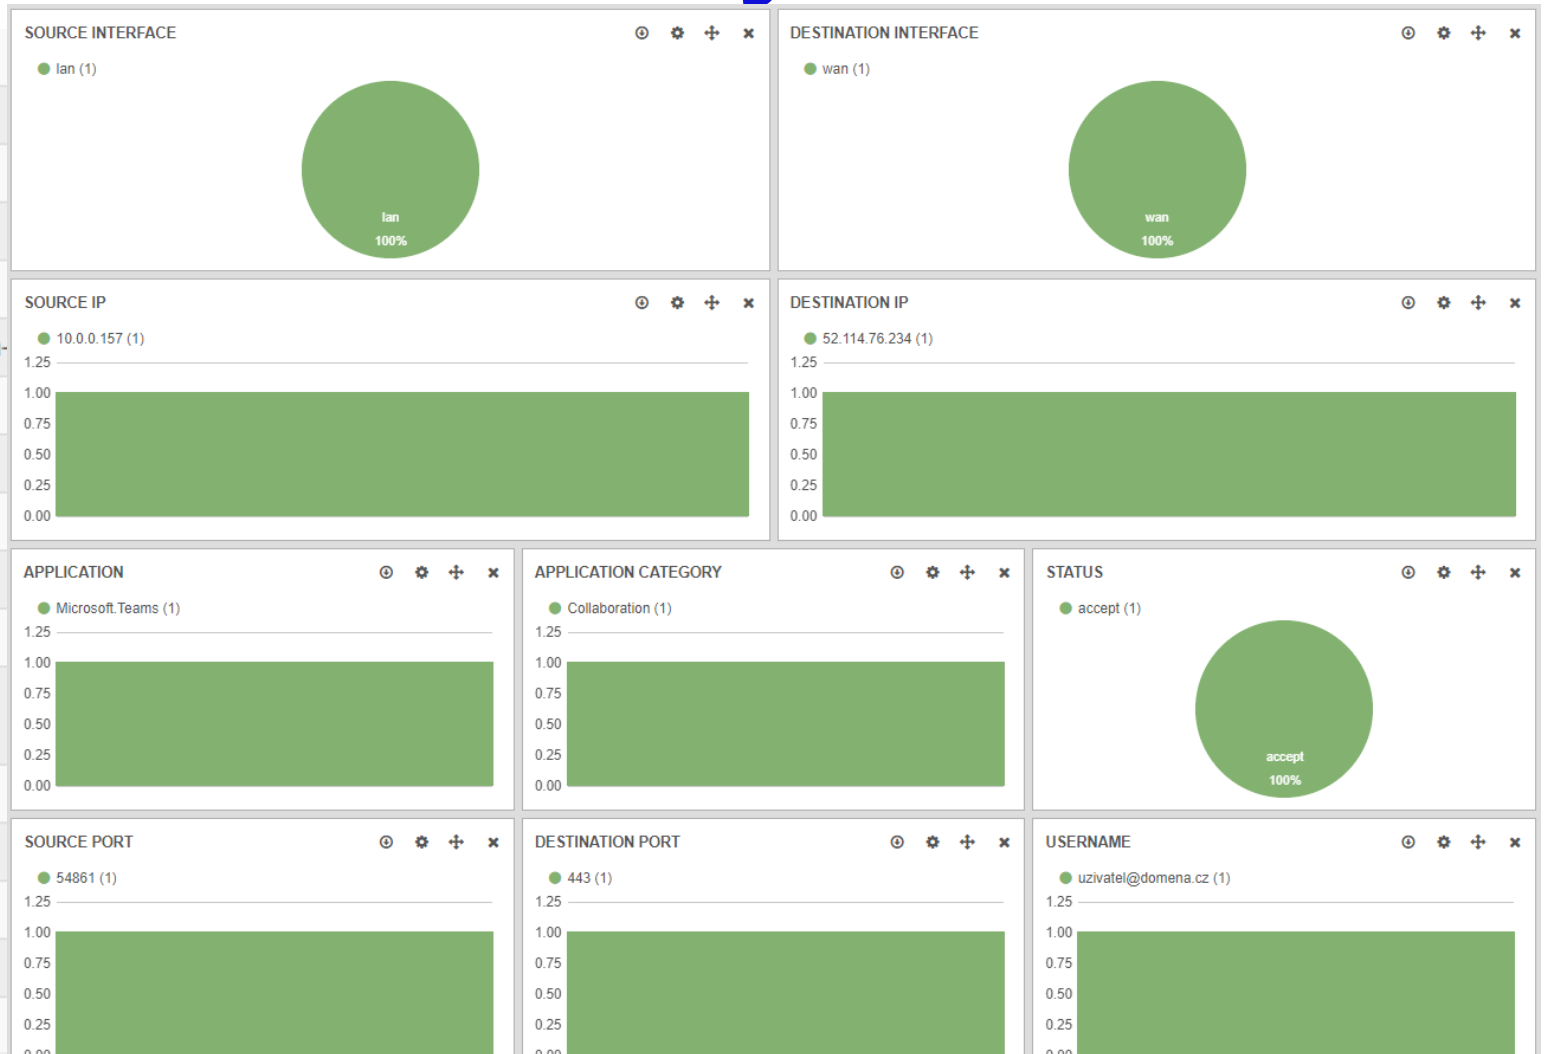 SOURCE INTERFACE
lan (1)
lan
100%
DESTINATION INTERFACE
wan (1)
wan
100%
SOURCE IP
10.0.0.157 (1)
1.25
1.00
0.75
0.50
0.25
0.00
DESTINATION IP
52.114.76.234 (1)
1.25
1.00
0.75
0.50
0.25
0.00
APPLICATION
Microsoft.Teams (1)
1.25
1.00
0.75
0.50
0.25
0.00
APPLICATION CATEGORY
Collaboration (1)
1.25
1.00
0.75
0.50
0.25
0.00
STATUS
accept (1)
accept
100%
SOURCE PORT
54861 (1)
1.25
1.00
0.75
0.50
0.25
0.00
DESTINATION PORT
443 (1)
1.25
1.00
0.75
0.50
0.25
0.00
USERNAME
uzivatel@domena.cz (1)
1.25
1.00
0.75
0.50
0.25
0.00